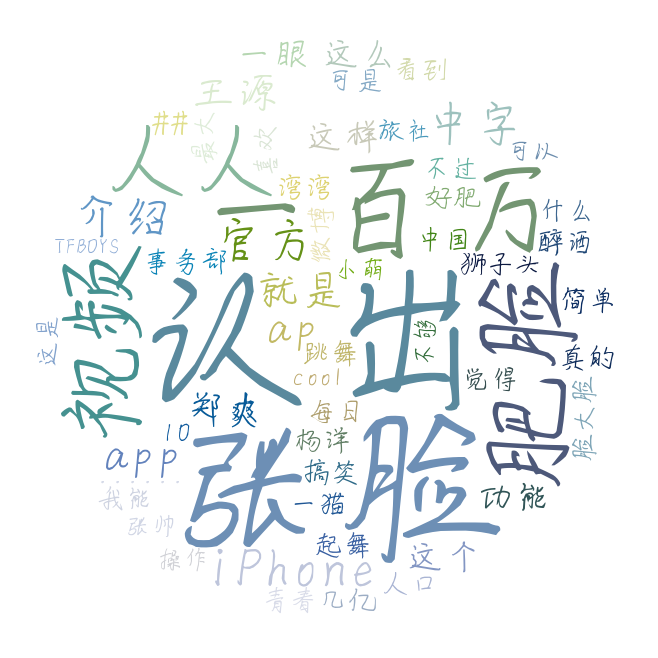 一眼
这么
可是
看到
王源
##
最大
喜欢
这样
旅社
中字
可以
人人
百万
湾湾
不过
好肥
什么
介绍
一
官方
微博
中国
醉洒
TFBOYS
事务部
小萌
狮子头
视频
就是
认出
肥脸
简单
这是
ap
跳舞
不够
真的
cool
觉得
郑爽
每日
脸大脸
10
杨洋
app
张脸
搞笑
功能
......
我能
一猫
张帅
起舞
这个
操作
iPhone
人口
青春
几亿